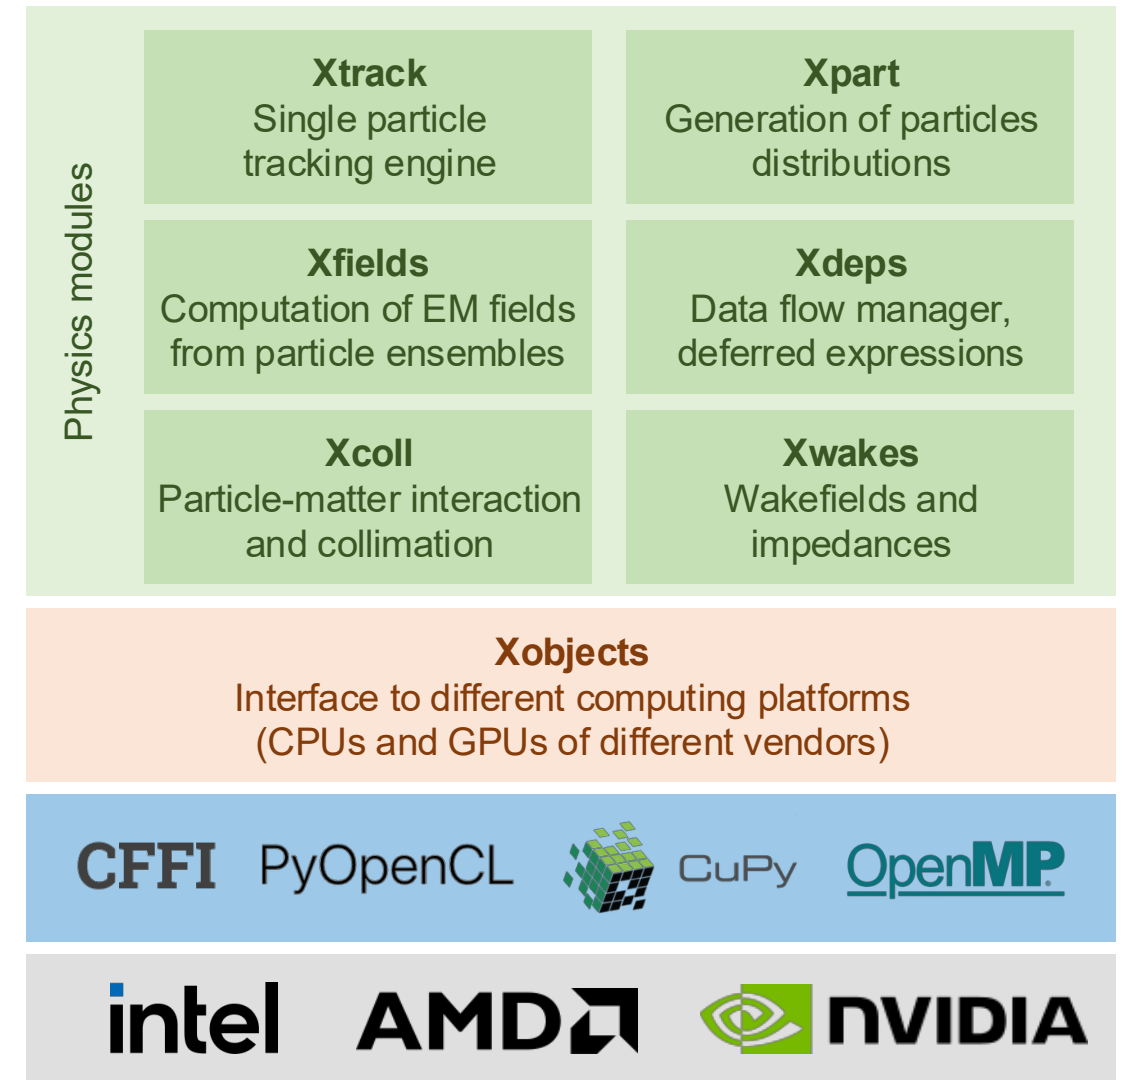 Physics modules
Xtrack
Single particle
tracking engine
Xpart
Generation of particles
distributions
Xfields
Computation of EM fields
from particle ensembles
Xdeps
Data flow manager,
deferred expressions
Xcoll
Particle-matter interaction
and collimation
Xwakes
Wakefields and
impedances
Xobjects
Interface to different computing platforms
(CPUs and GPUs of different vendors)
CFFI PyOpenCL CuPy OpenMP
intel AMD NVIDIA